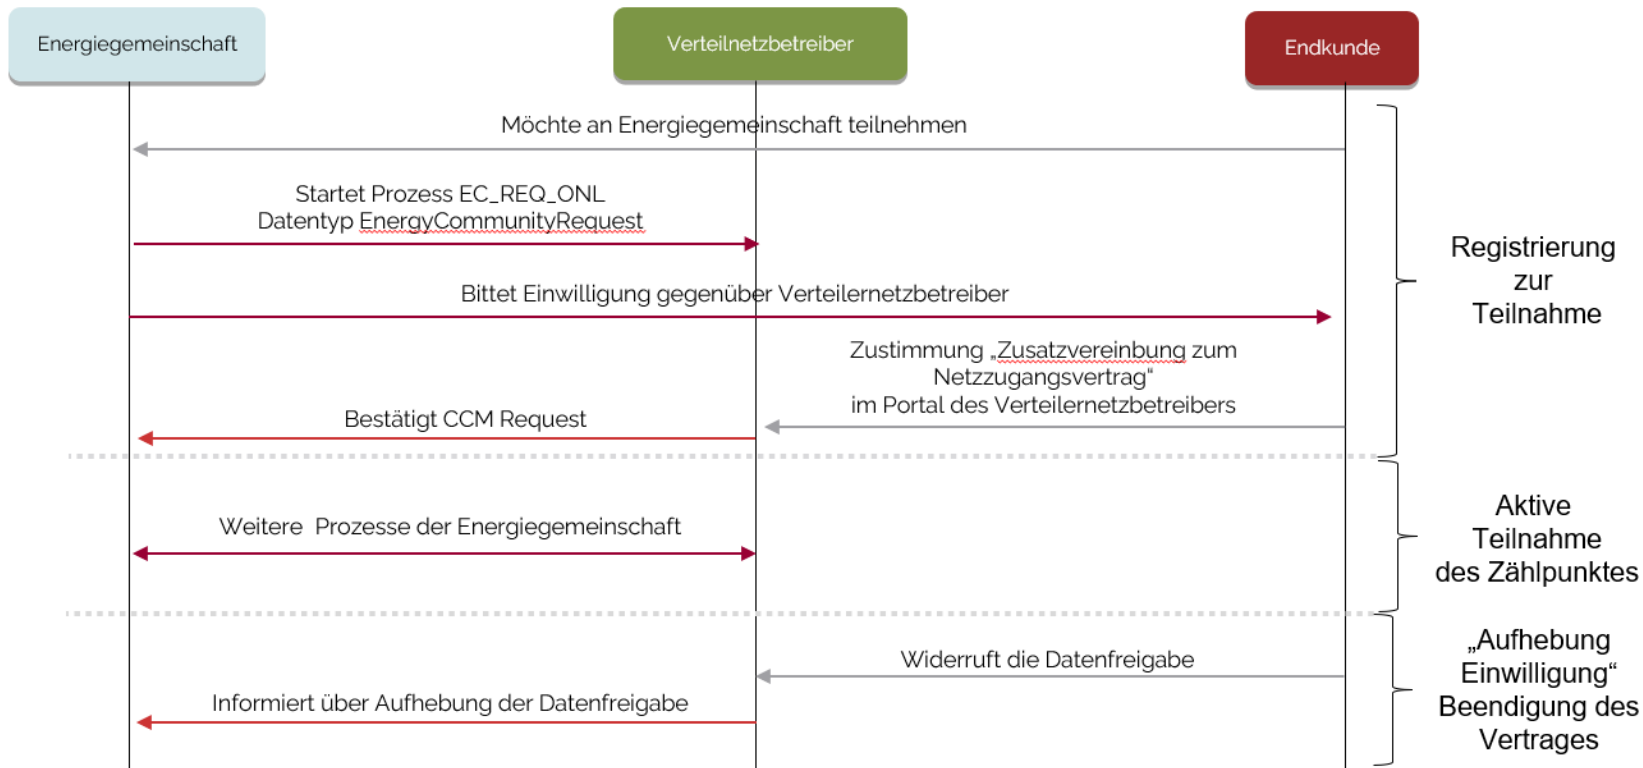 Energiegemeinschaft
Verteilnetzbetreiber
Endkunde
Möchte an Energiegemeinschaft teilnehmen
Startet Prozess EC_REQ_ONL
Datentyp EnergyCommunityRequest
Bittet Einwilligung gegenüber Verteilernetzbetreiber
Zustimmung „Zusatzvereinbung zum
Netzzugangsvertrag“
im Portal des Verteilernetzbetreibers
Bestätigt CCM Request
Registrierung
zur
Teilnahme
Weitere  Prozesse der Energiegemeinschaft
Aktive
Teilnahme
des Zählpunktes
Widerruft die Datenfreigabe
Informiert über Aufhebung der Datenfreigabe
„Aufhebung
Einwilligung“
Beendigung des
Vertrages